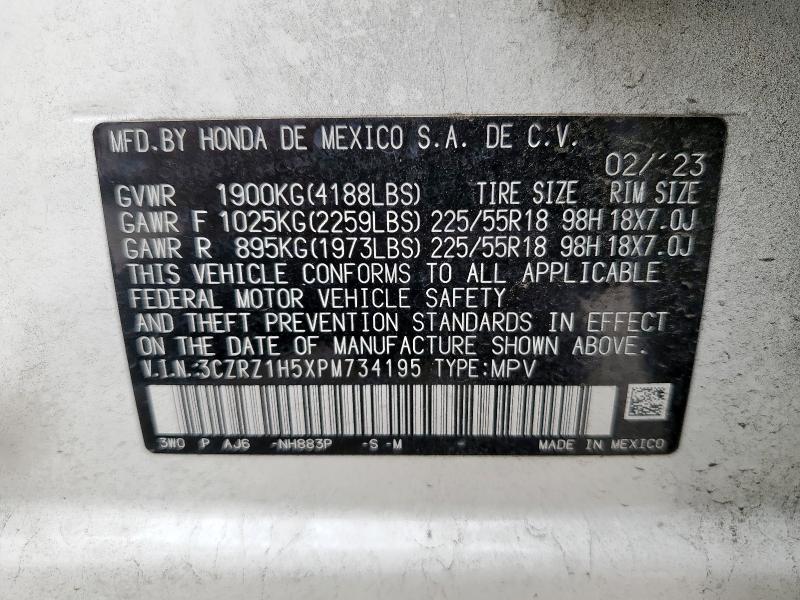 MFD.BY HONDA DE MEXICO S.A. DE C.V.
02/'23
GVWR 1900KG(4188LBS) TIRE SIZE RIM SIZE
GAWR F 1025KG(2259LBS) 225/55R18 98H 18X7.0J
GAWR R 895KG(1973LBS) 225/55R18 98H 18X7.0J
THIS VEHICLE CONFORMS TO ALL APPLICABLE
FEDERAL MOTOR VEHICLE SAFETY
AND THEFT PREVENTION STANDARDS IN EFFECT
ON THE DATE OF MANUFACTURE SHOWN ABOVE.
V.I.N.:3CZRZ1H5XPM734195 TYPE:MPV
3W0 P AJ6 -NH883P -S -M - MADE IN MEXICO